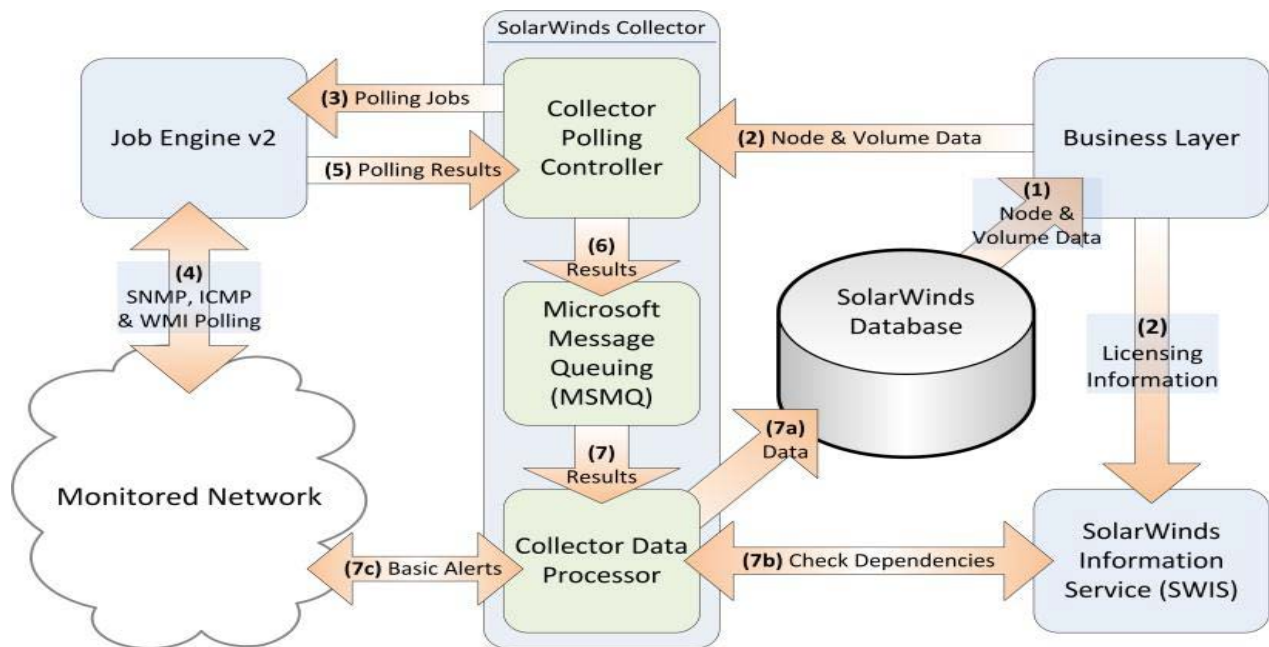 SolarWinds Collector
Job Engine v2
(3) Polling Jobs
(5) Polling Results
Collector
Polling
Controller
(2) Node & Volume Data
Business Layer
(1)
Node &
Volume Data
(4)
SNMP, ICMP
& WMI Polling
(6)
Results
Microsoft
Message
Queuing
(MSMQ)
SolarWinds
Database
(2)
Licensing
Information
(7)
Results
(7a)
Data
Monitored Network
(7c) Basic Alerts
Collector Data
Processor
(7b) Check Dependencies
SolarWinds
Information
Service (SWIS)